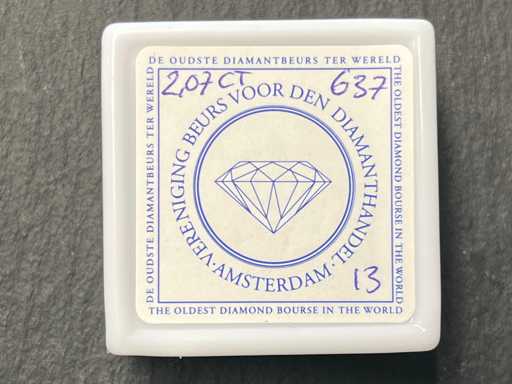 DE OUDSTE DIAMANTBEURS TER WERELD
2,07 CT
637
DE OUDSTE DIAMANTBEURS TER WERELD
THE OLDEST DIAMOND BOURSE IN THE WORLD
VERENIGING BEURS VOOR DEN DIAMANTHANDEL
· AMSTERDAM ·
13
THE OLDEST DIAMOND BOURSE IN THE WORLD